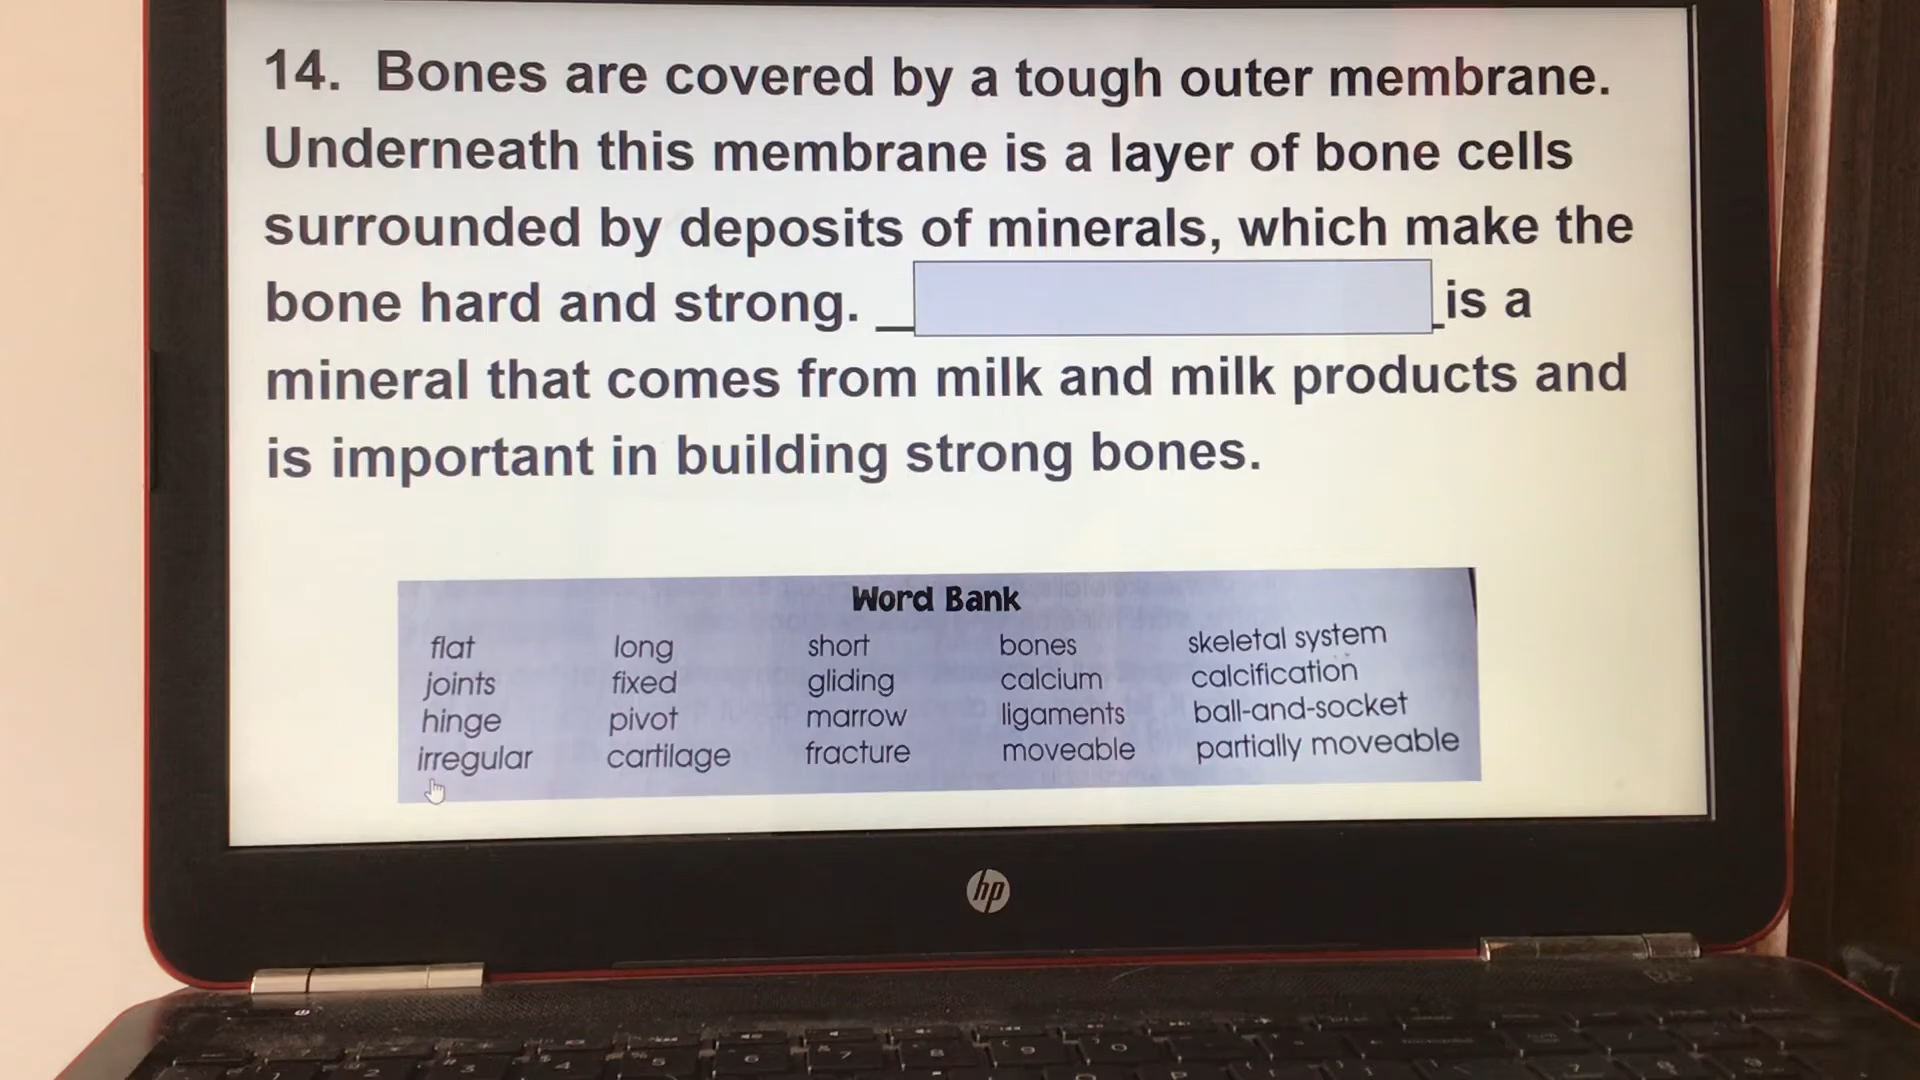 14. Bones are covered by a tough outer membrane.
Underneath this membrane is a layer of bone cells
surrounded by deposits of minerals, which make the
bone hard and strong. _ _is a
mineral that comes from milk and milk products and
is important in building strong bones.
Word Bank
flat long short bones skeletal system
joints fixed gliding calcium calcification
hinge pivot marrow ligaments ball-and-socket
irregular cartilage fracture moveable partially moveable
hp